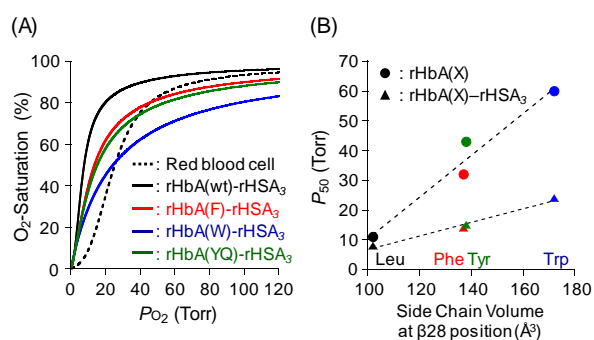 (A)
O2-Saturation (%)
100
80
60
40
20
0
0 20 40 60 80 100 120
PO2 (Torr)
: Red blood cell
: rHbA(wt)-rHSA3
: rHbA(F)-rHSA3
: rHbA(W)-rHSA3
: rHbA(YQ)-rHSA3
(B)
P50 (Torr)
70
60
50
40
30
20
10
0
: rHbA(X)
: rHbA(X)–rHSA3
Leu Phe Tyr Trp
100 120 140 160 180
Side Chain Volume
at β28 position (Å3)